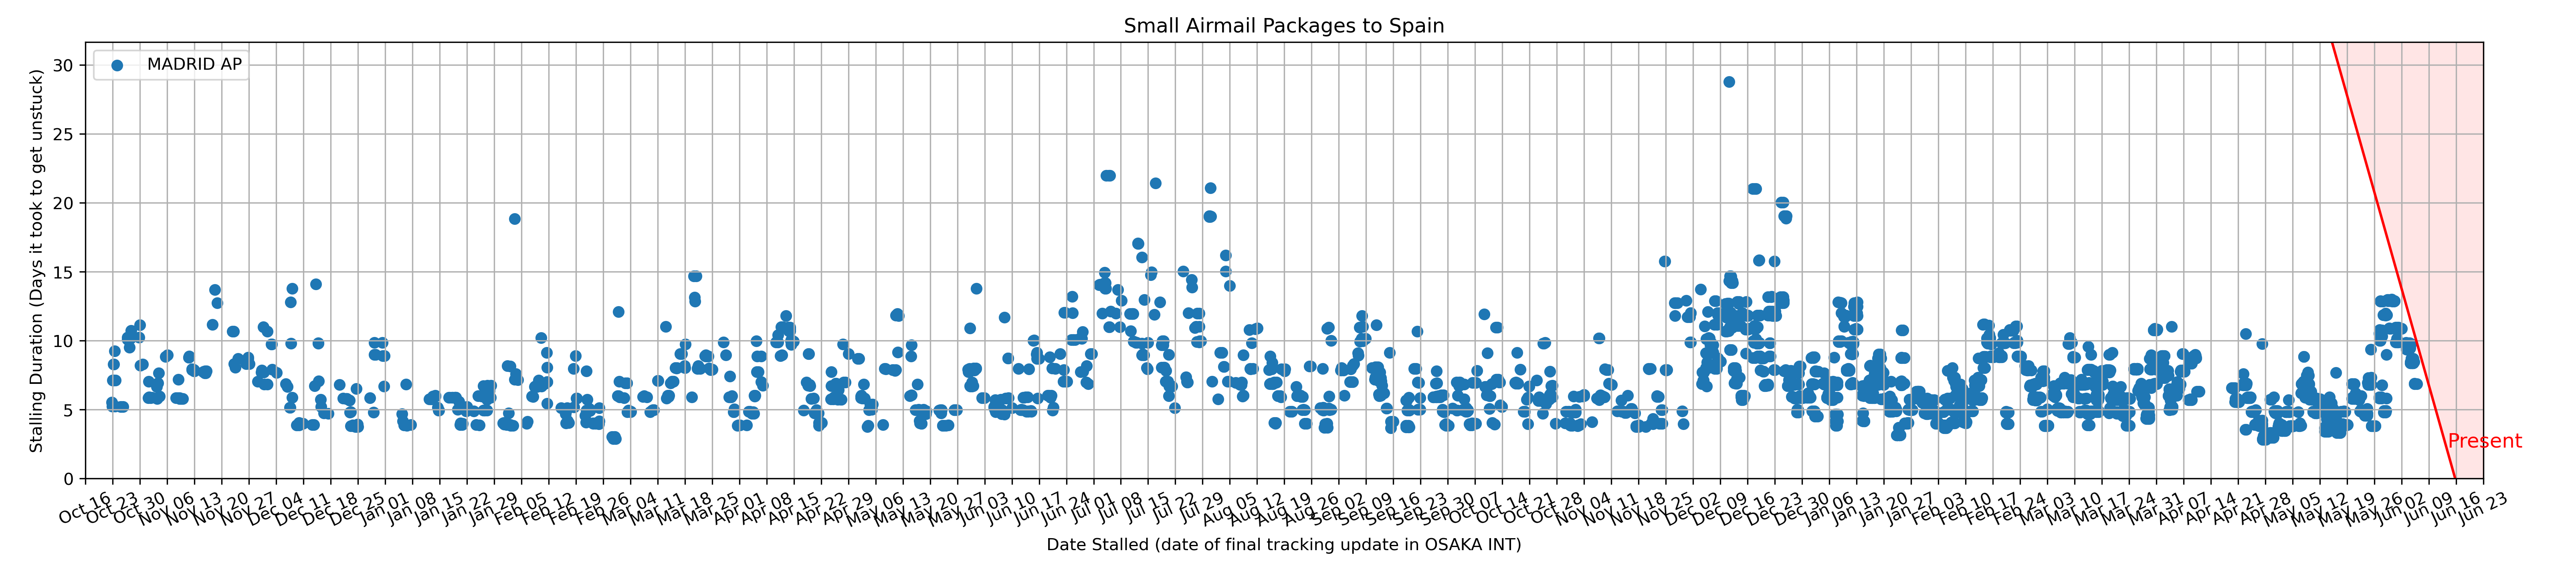 Small Airmail Packages to Spain
MADRID AP
Stalling Duration (Days it took to get unstuck)
30
25
20
15
10
5
0
Present
Oct 16
Oct 23
Oct 30
Nov 06
Nov 13
Nov 20
Nov 27
Dec 04
Dec 11
Dec 18
Dec 25
Jan 01
Jan 08
Jan 15
Jan 22
Jan 29
Feb 05
Feb 12
Feb 19
Feb 26
Mar 04
Mar 11
Mar 18
Mar 25
Apr 01
Apr 08
Apr 15
Apr 22
Apr 29
May 06
May 13
May 20
May 27
Jun 03
Jun 10
Jun 17
Jun 24
Jul 01
Jul 08
Jul 15
Jul 22
Jul 29
Aug 05
Aug 12
Aug 19
Aug 26
Sep 02
Sep 09
Sep 16
Sep 23
Sep 30
Oct 07
Oct 14
Oct 21
Oct 28
Nov 04
Nov 11
Nov 18
Nov 25
Dec 02
Dec 09
Dec 16
Dec 23
Dec 30
Jan 06
Jan 13
Jan 20
Jan 27
Feb 03
Feb 10
Feb 17
Feb 24
Mar 03
Mar 10
Mar 17
Mar 24
Mar 31
Apr 07
Apr 14
Apr 21
Apr 28
May 05
May 12
May 19
May 26
Jun 02
Jun 09
Jun 16
Jun 23
Date Stalled (date of final tracking update in OSAKA INT)